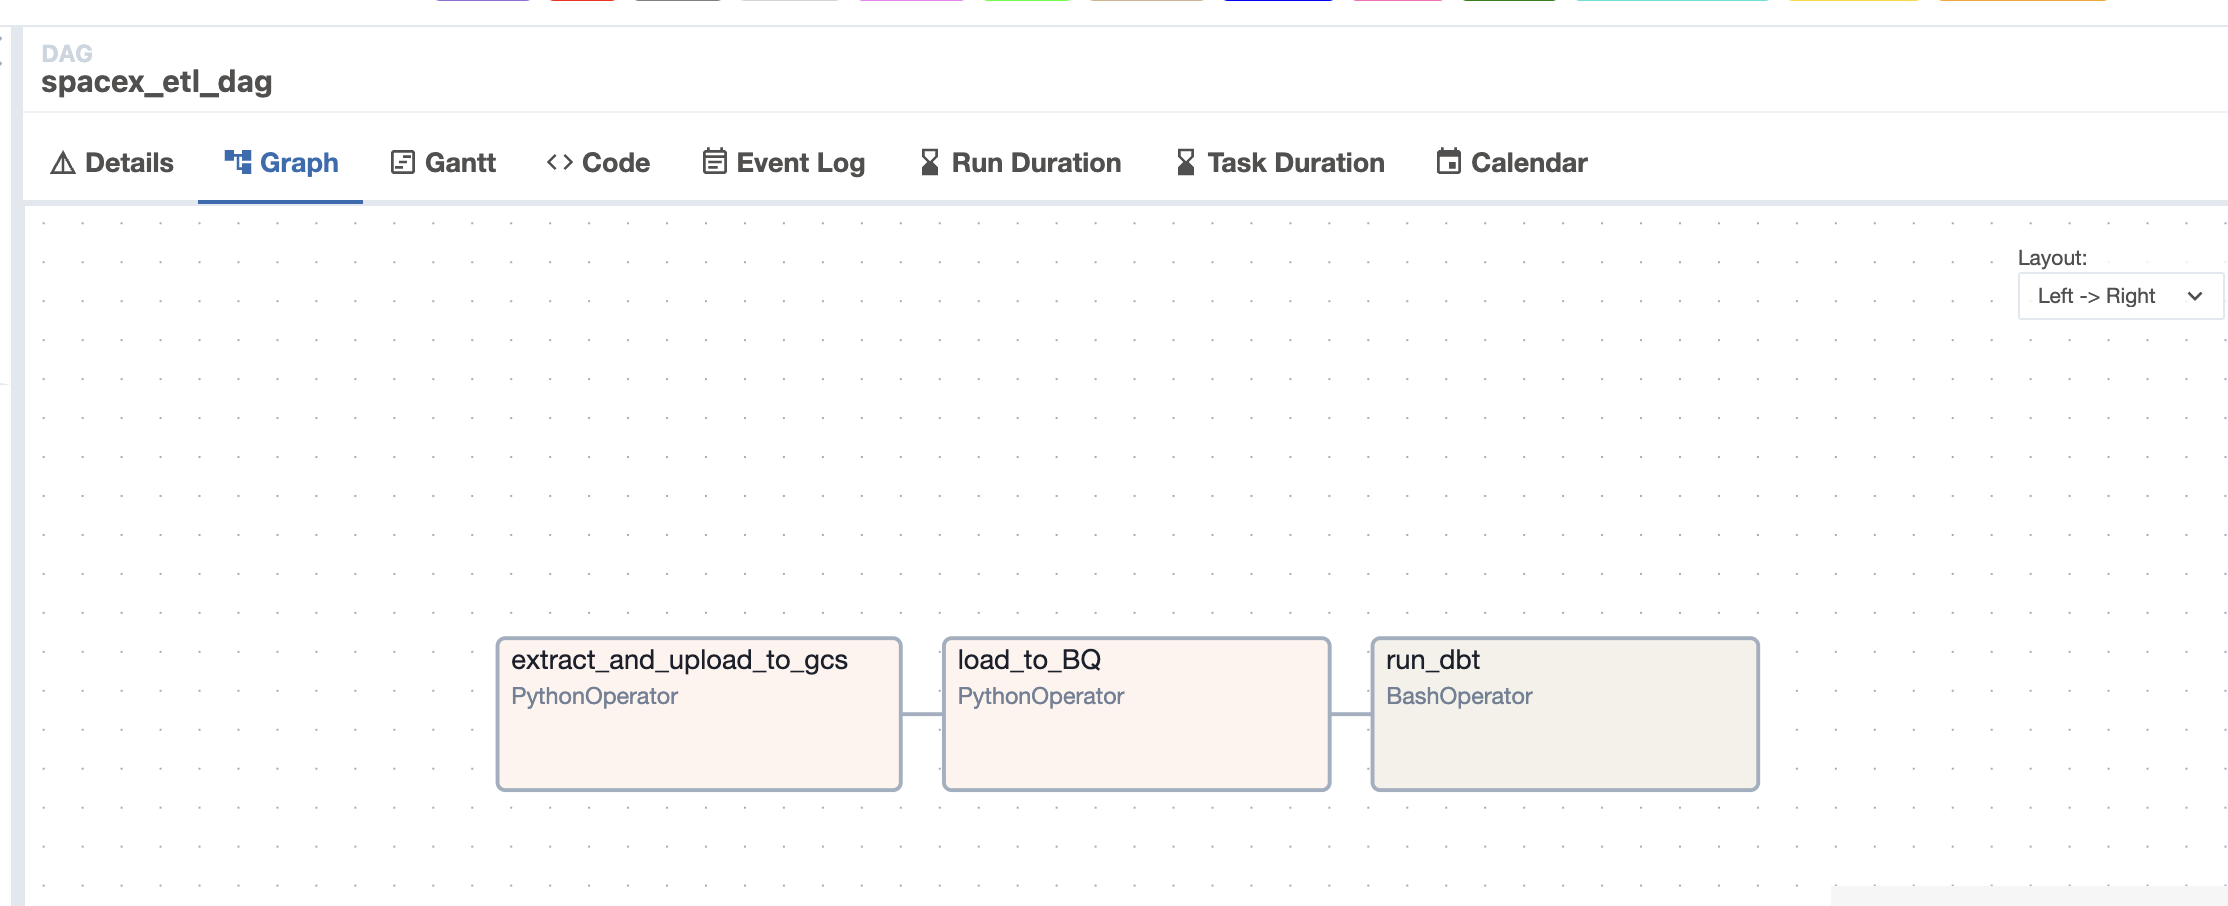 DAG
spacex_etl_dag
Details Graph Gantt Code Event Log Run Duration Task Duration Calendar
Layout:
Left -> Right
extract_and_upload_to_gcs
PythonOperator
load_to_BQ
PythonOperator
run_dbt
BashOperator